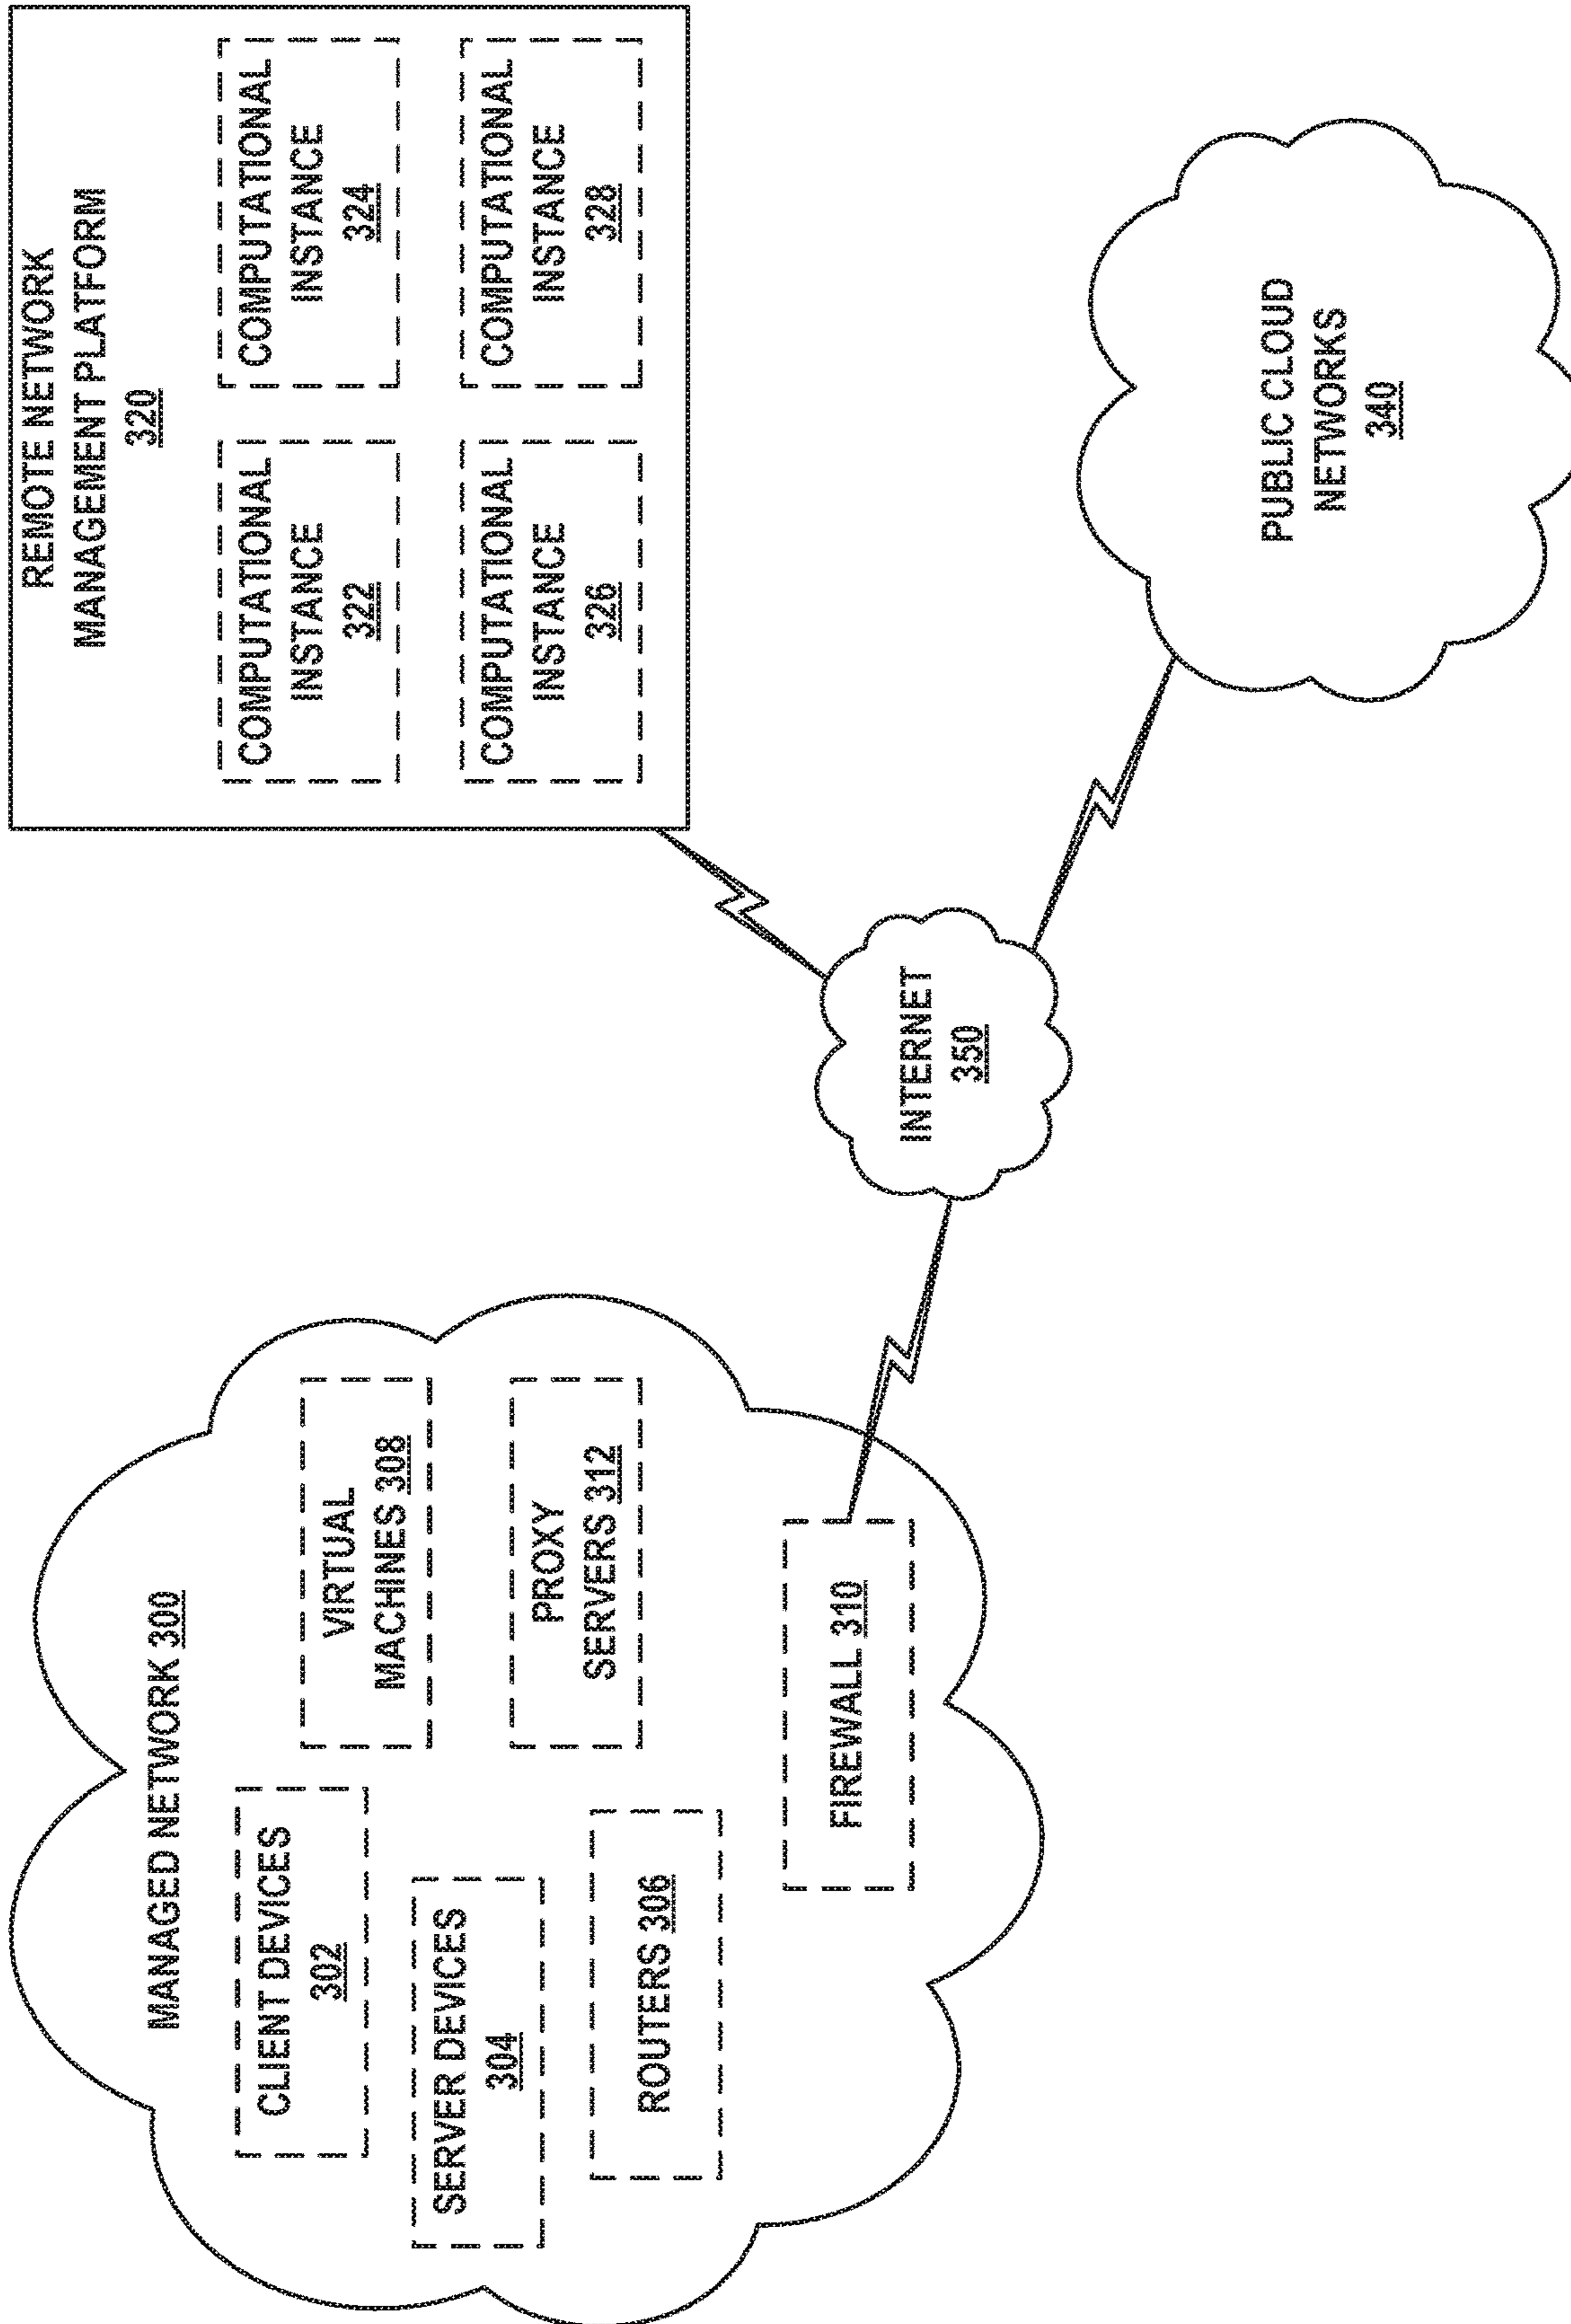 MANAGED NETWORK 300
CLIENT DEVICES
302
VIRTUAL
MACHINES 308
SERVER DEVICES
304
PROXY
SERVERS 312
ROUTERS 306
FIREWALL 310
INTERNET
350
REMOTE NETWORK
MANAGEMENT PLATFORM
320
COMPUTATIONAL
INSTANCE
322
COMPUTATIONAL
INSTANCE
324
COMPUTATIONAL
INSTANCE
326
COMPUTATIONAL
INSTANCE
328
PUBLIC CLOUD
NETWORKS
340